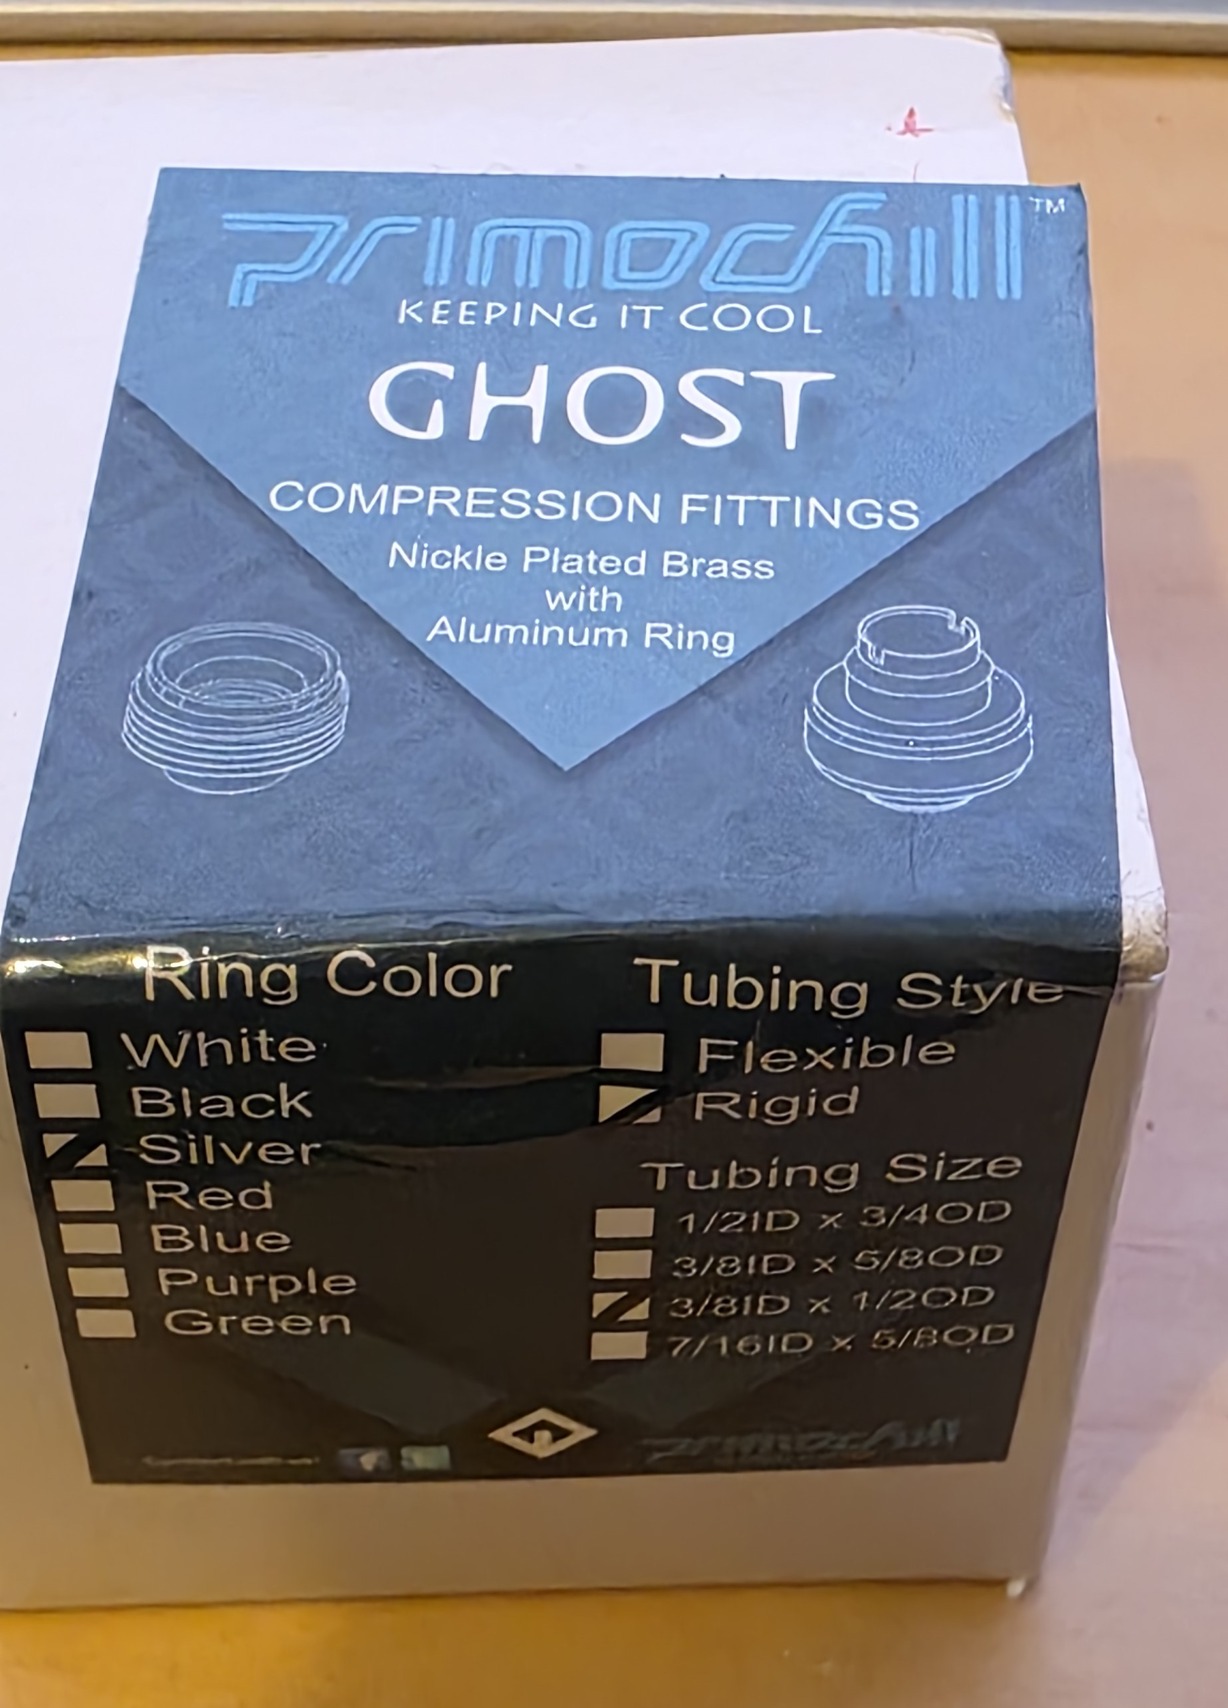 primochill™
KEEPING IT COOL
GHOST
COMPRESSION FITTINGS
Nickle Plated Brass
with
Aluminum Ring
Ring Color
White
Black
Silver
Red
Blue
Purple
Green
Tubing Style
Flexible
Rigid
Tubing Size
1/2ID x 3/4OD
3/8ID x 5/8OD
3/8ID x 1/2OD
7/16ID x 5/8OD
primochill